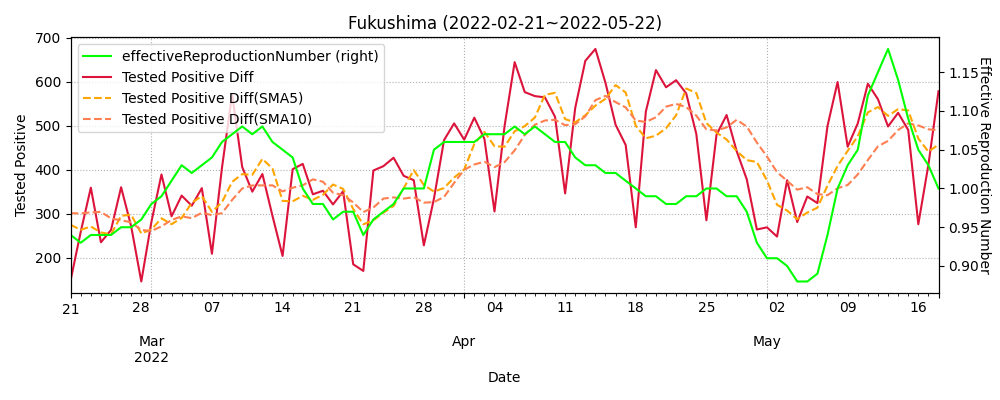 Fukushima (2022-02-21~2022-05-22)
effectiveReproductionNumber (right)
Tested Positive Diff
Tested Positive Diff(SMA5)
Tested Positive Diff(SMA10)
Tested Positive
700
600
500
400
300
200
Effective Reproduction Number
1.15
1.10
1.05
1.00
0.95
0.90
21 28 07 14 21 28 04 11 18 25 02 09 16
Mar Apr May
2022
Date